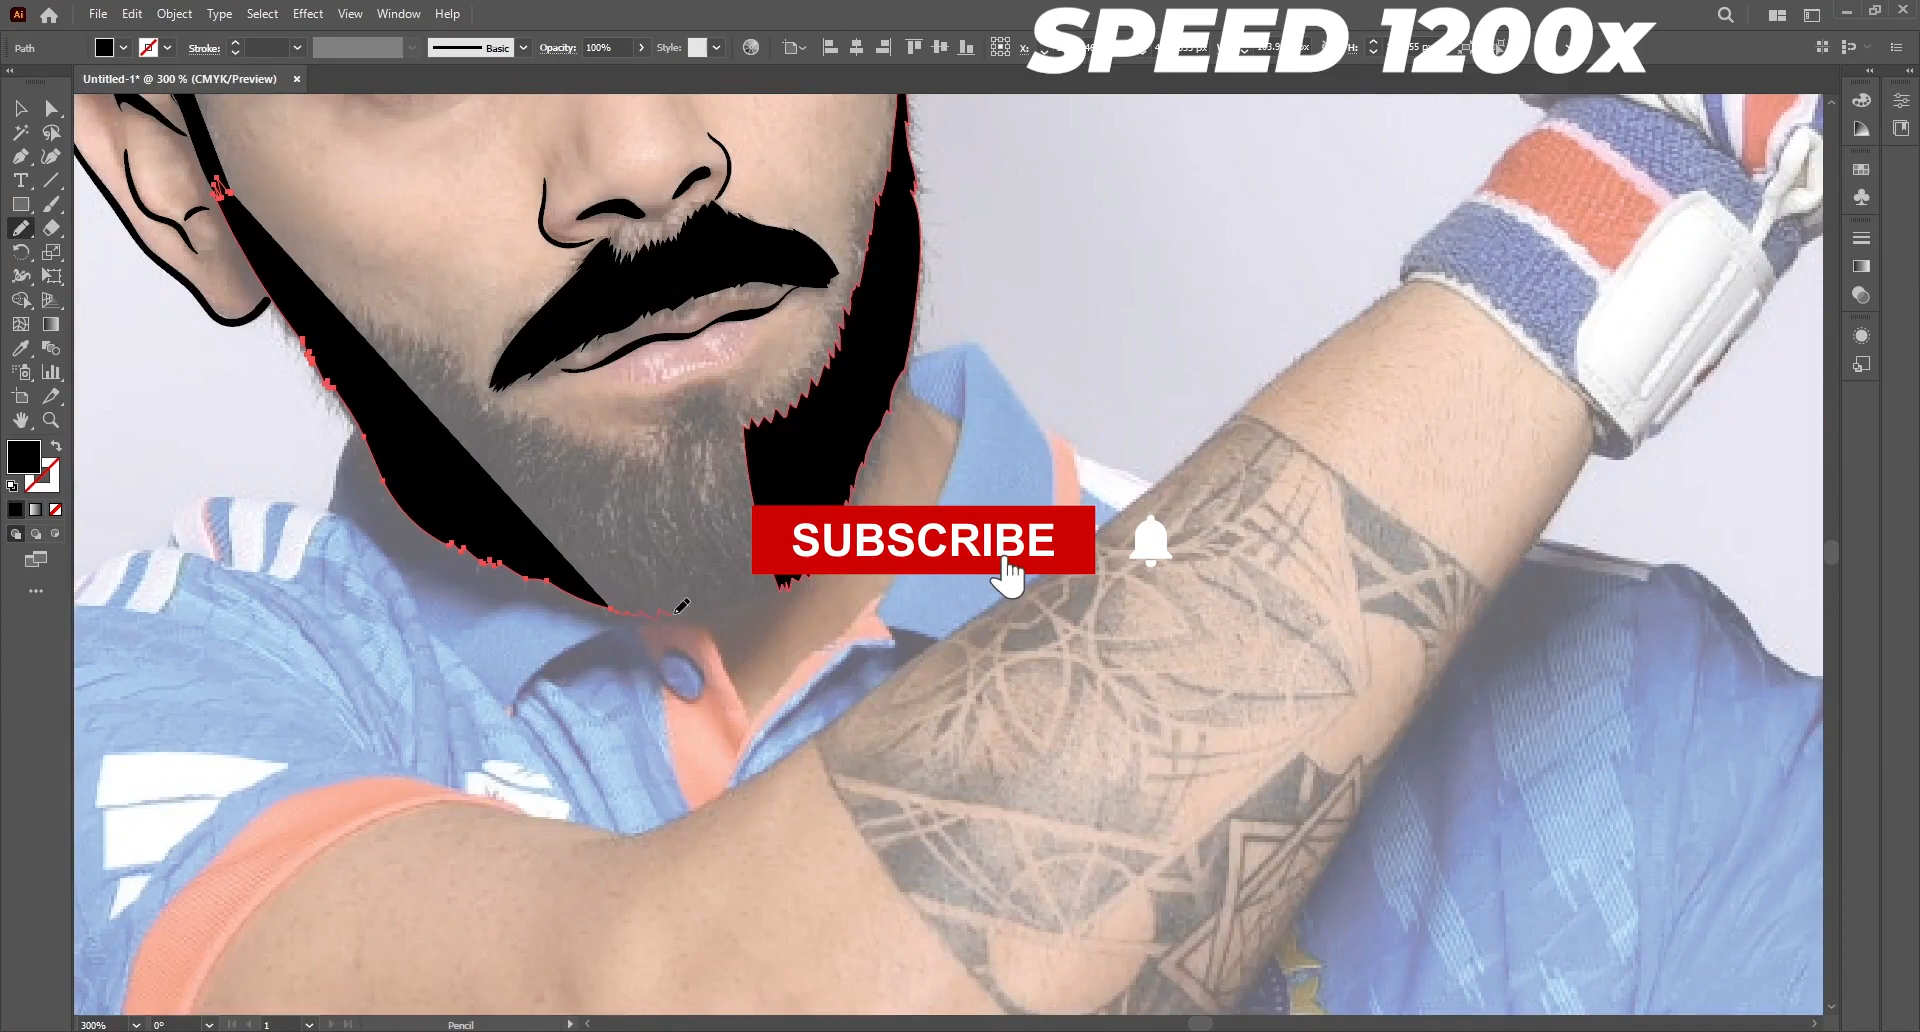 Ai File Edit Object Type Select Effect View Window Help
SPEED 1200x
Path Stroke: Basic Opacity: 100% Style: X: H:
Untitled-1* @ 300 % (CMYK/Preview) ×
SUBSCRIBE
300% 0° 1 Pencil